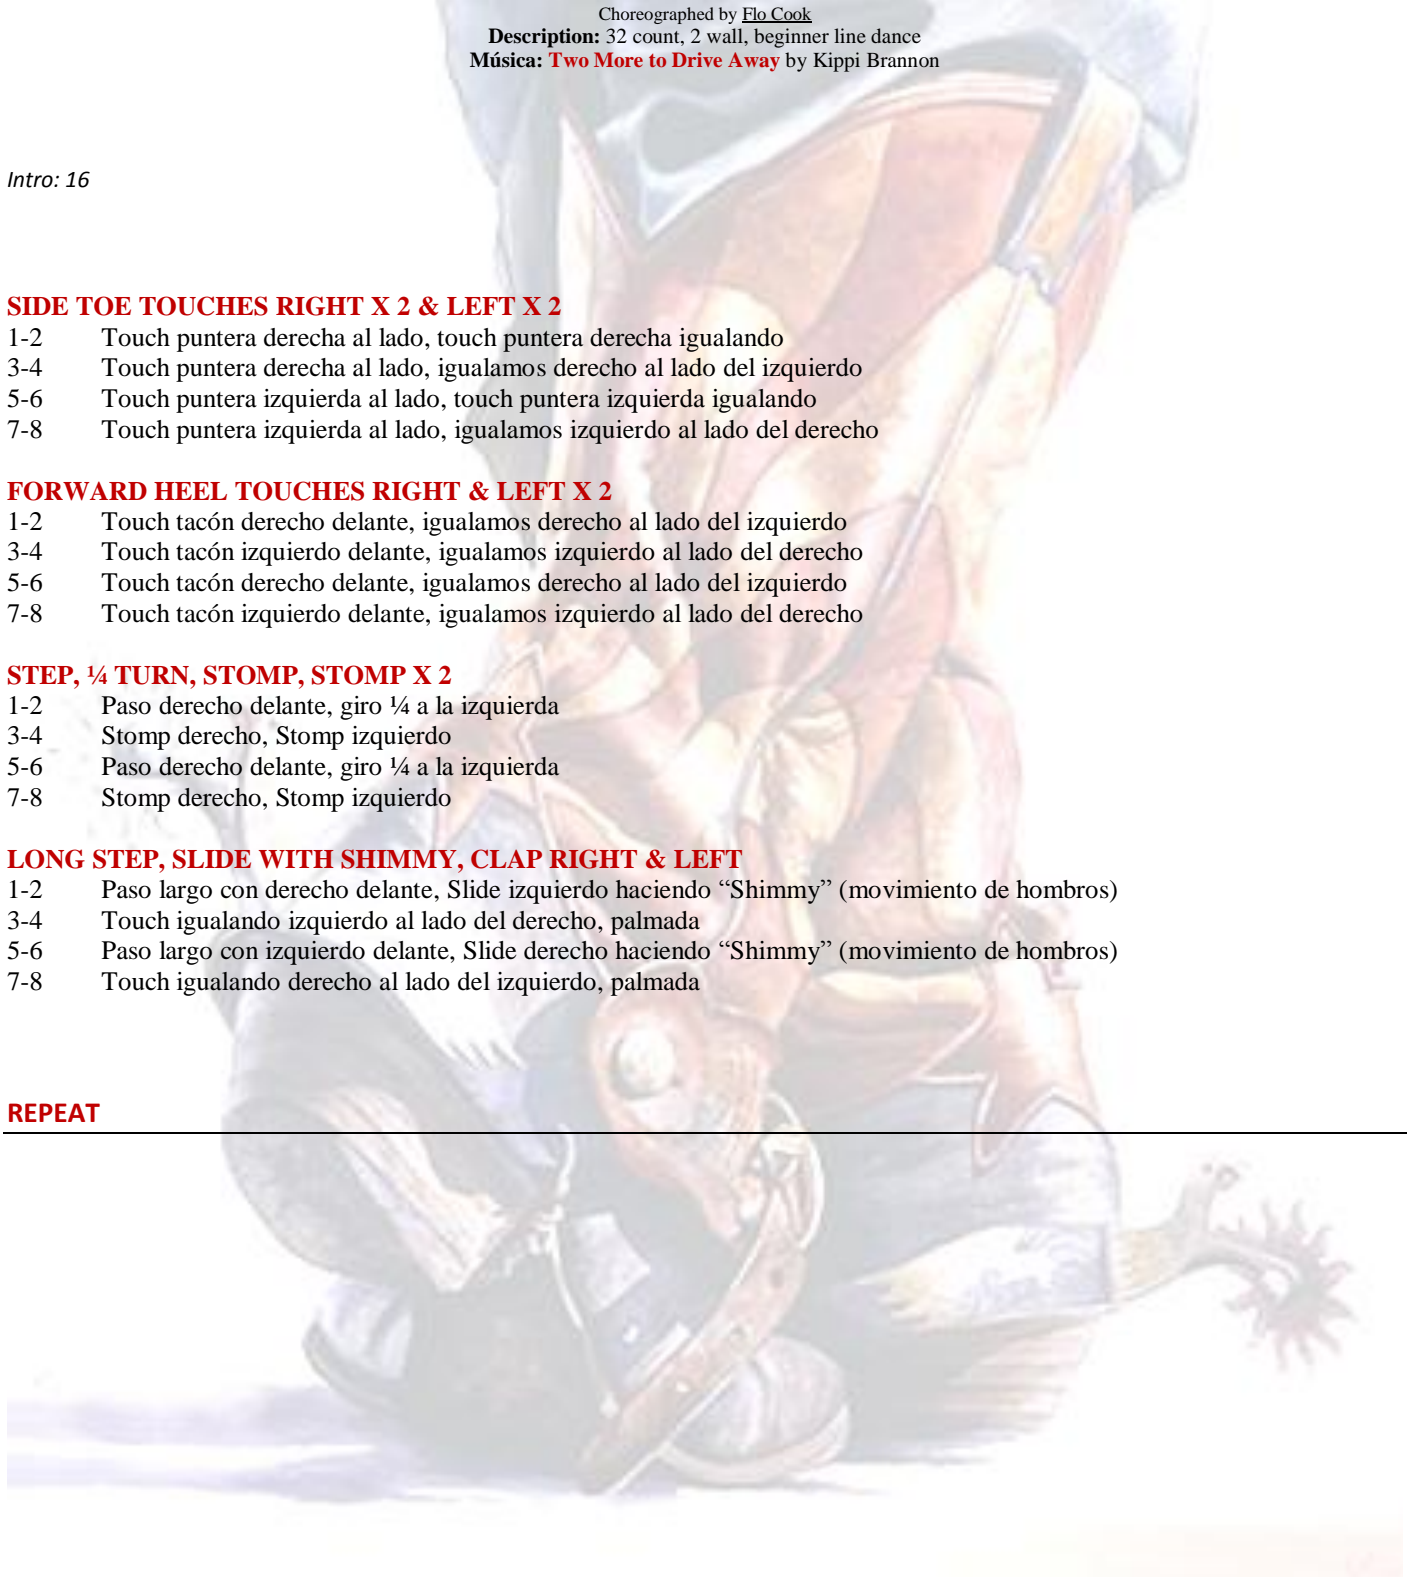 Choreographed by Flo Cook
Description: 32 count, 2 wall, beginner line dance
Música: Two More to Drive Away by Kippi Brannon
Intro: 16
SIDE TOE TOUCHES RIGHT X 2 & LEFT X 2
1-2 Touch puntera derecha al lado, touch puntera derecha igualando
3-4 Touch puntera derecha al lado, igualamos derecho al lado del izquierdo
5-6 Touch puntera izquierda al lado, touch puntera izquierda igualando
7-8 Touch puntera izquierda al lado, igualamos izquierdo al lado del derecho
FORWARD HEEL TOUCHES RIGHT & LEFT X 2
1-2 Touch tacón derecho delante, igualamos derecho al lado del izquierdo
3-4 Touch tacón izquierdo delante, igualamos izquierdo al lado del derecho
5-6 Touch tacón derecho delante, igualamos derecho al lado del izquierdo
7-8 Touch tacón izquierdo delante, igualamos izquierdo al lado del derecho
STEP, ¼ TURN, STOMP, STOMP X 2
1-2 Paso derecho delante, giro ¼ a la izquierda
3-4 Stomp derecho, Stomp izquierdo
5-6 Paso derecho delante, giro ¼ a la izquierda
7-8 Stomp derecho, Stomp izquierdo
LONG STEP, SLIDE WITH SHIMMY, CLAP RIGHT & LEFT
1-2 Paso largo con derecho delante, Slide izquierdo haciendo “Shimmy” (movimiento de hombros)
3-4 Touch igualando izquierdo al lado del derecho, palmada
5-6 Paso largo con izquierdo delante, Slide derecho haciendo “Shimmy” (movimiento de hombros)
7-8 Touch igualando derecho al lado del izquierdo, palmada
REPEAT